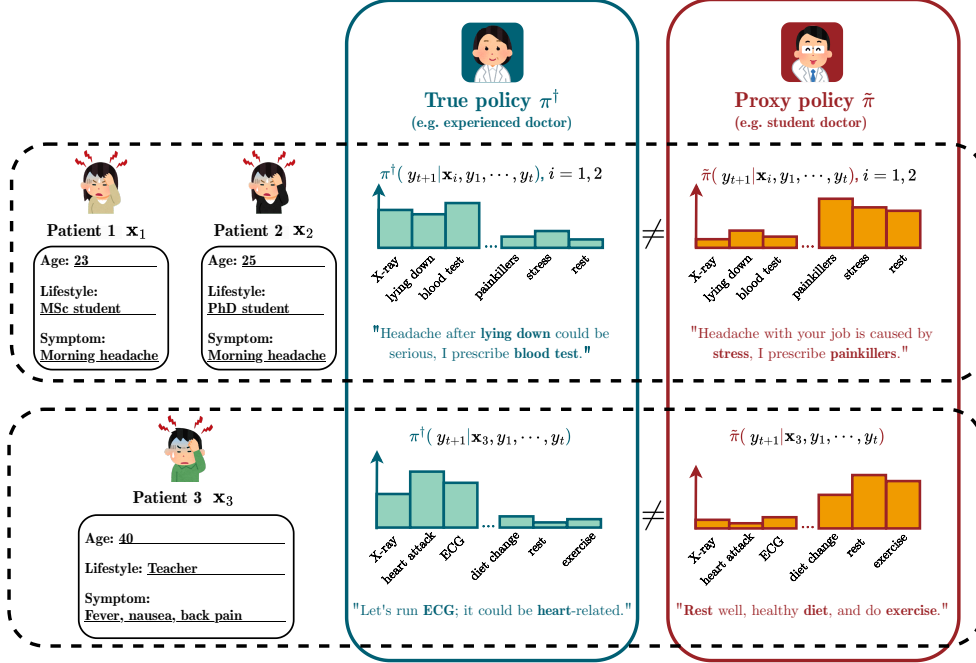 True policy π†
(e.g. experienced doctor)
Proxy policy π̃
(e.g. student doctor)
Patient 1 x₁
Age: 23
Lifestyle:
MSc student
Symptom:
Morning headache
Patient 2 x₂
Age: 25
Lifestyle:
PhD student
Symptom:
Morning headache
π†( yₜ₊₁|xᵢ, y₁, ⋯, yₜ), i = 1, 2
X-ray
lying down
blood test
...
painkillers
stress
rest
"Headache after lying down could be
serious, I prescribe blood test."
≠
π̃( yₜ₊₁|xᵢ, y₁, ⋯, yₜ), i = 1, 2
X-ray
lying down
blood test
...
painkillers
stress
rest
"Headache with your job is caused by
stress, I prescribe painkillers."
Patient 3 x₃
Age: 40
Lifestyle: Teacher
Symptom:
Fever, nausea, back pain
π†( yₜ₊₁|x₃, y₁, ⋯, yₜ)
X-ray
heart attack
ECG
...
diet change
rest
exercise
"Let's run ECG; it could be heart-related."
≠
π̃( yₜ₊₁|x₃, y₁, ⋯, yₜ)
X-ray
heart attack
ECG
...
diet change
rest
exercise
"Rest well, healthy diet, and do exercise."